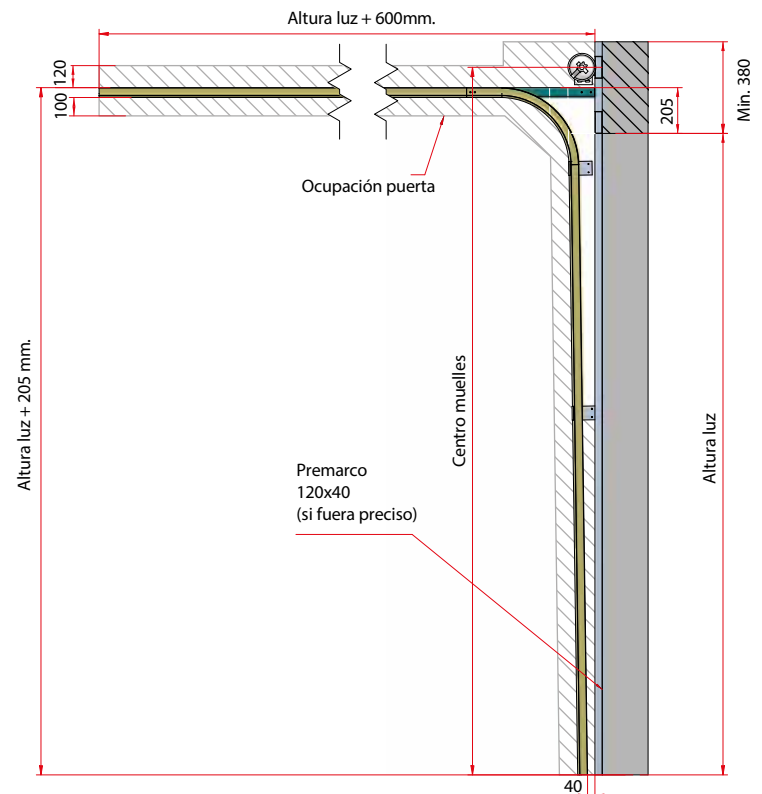 Altura luz + 600mm.
120
100
205
Min. 380
Ocupación puerta
Altura luz + 205 mm.
Centro muelles
Altura luz
Premarco
120x40
(si fuera preciso)
40